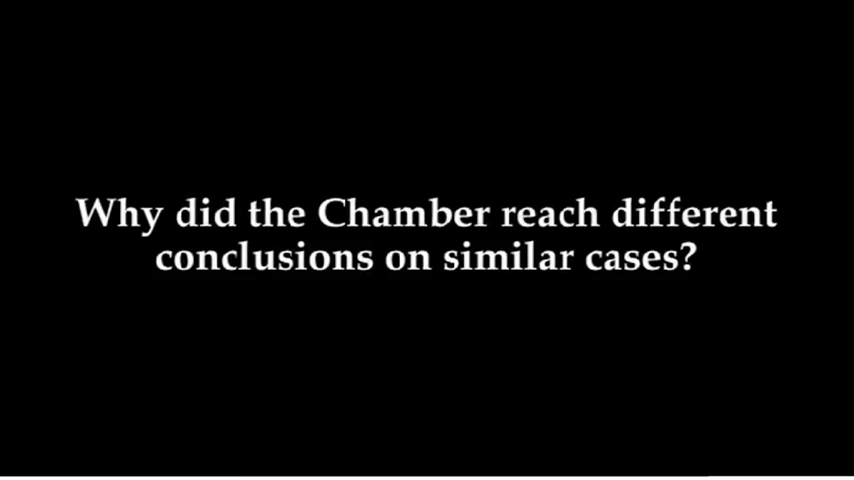 Why did the Chamber reach different
conclusions on similar cases?